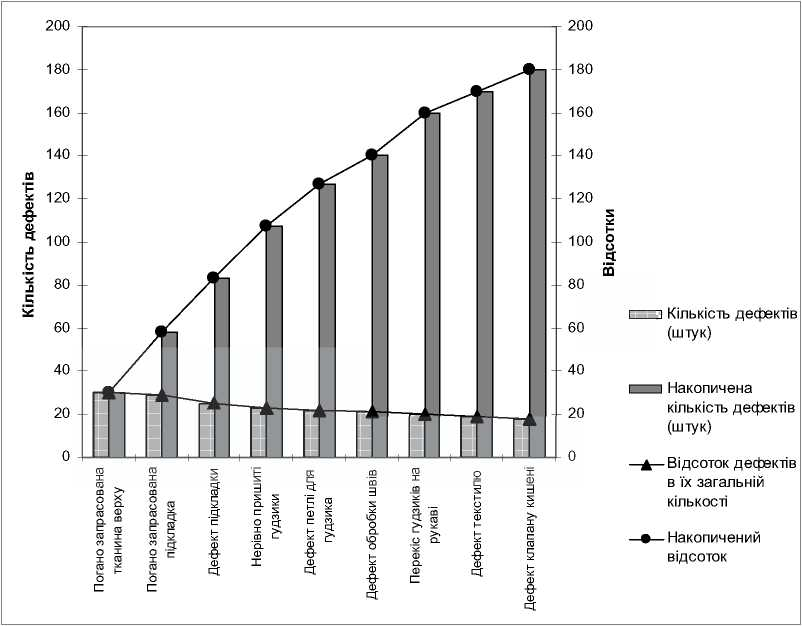 200
180
160
140
120
100
80
60
40
20
0
Кількість дефектів
200
180
160
140
120
100
80
60
40
20
0
Відсотки
Погано запрасована
тканина верху
Погано запрасована
підкладка
Дефект підкладки
Нерівно пришиті
гудзики
Дефект петлі для
гудзика
Дефект обробки швів
Перекіс гудзиків на
рукаві
Дефект текстилю
Дефект клапану кишені
Кількість дефектів
(штук)
Накопичена
кількість дефектів
(штук)
Відсоток дефектів
в їх загальній
кількості
Накопичений
відсоток